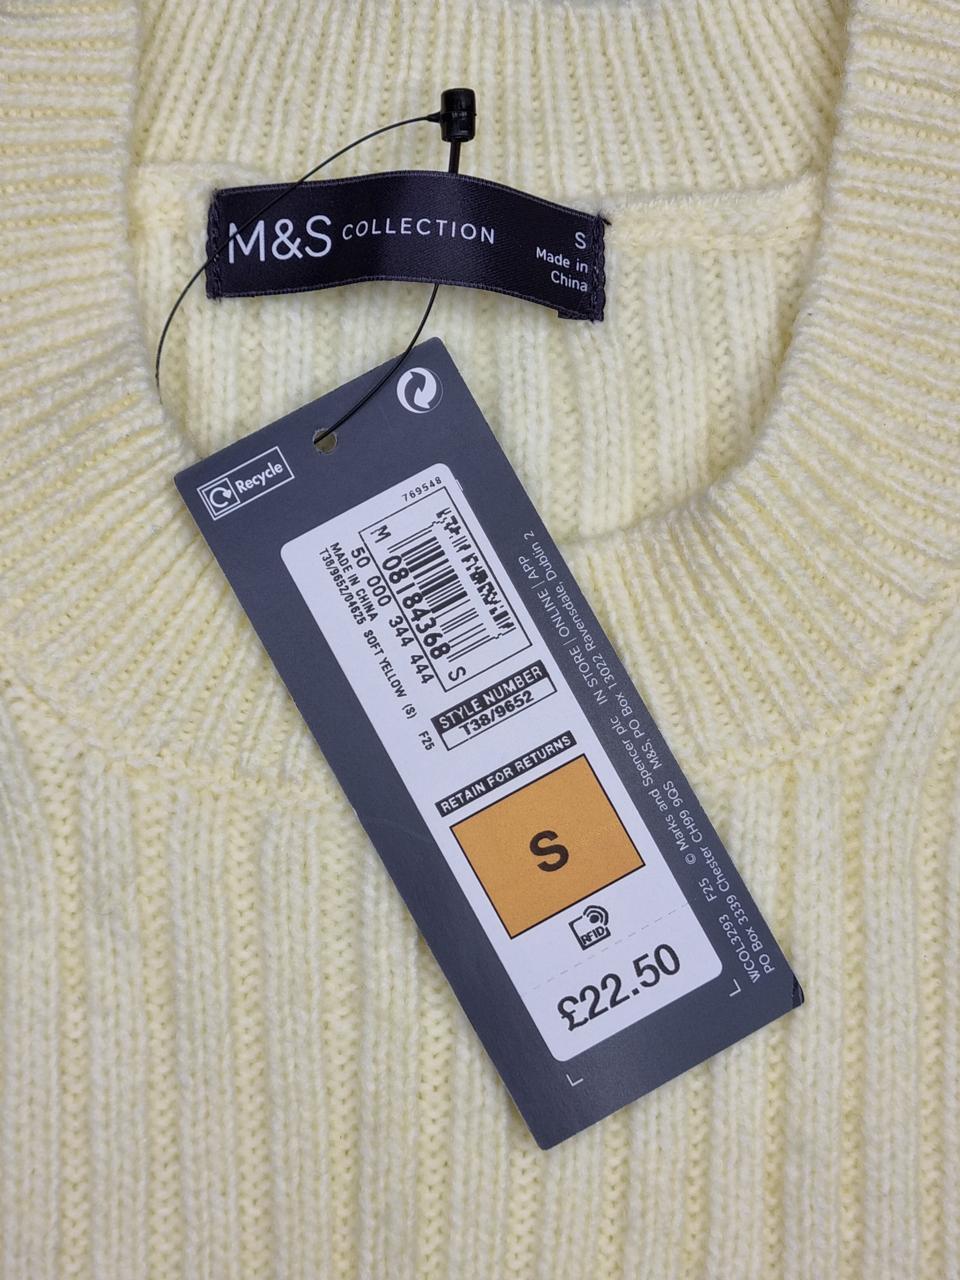 M&S COLLECTION
S
Made in
China
Recycle
769548
M 08184368 S
50 000 344 444
MADE IN CHINA
T38/9652/04625 SOFT YELLOW (S) F25
STYLE NUMBER
T38/9652
RETAIN FOR RETURNS
S
RFID
£22.50
IN STORE | ONLINE | APP
© Marks and Spencer plc
WCOL3293 F25
PO Box 3339 Chester CH99 9QS M&S, PO Box 13022 Ravensdale, Dublin 2